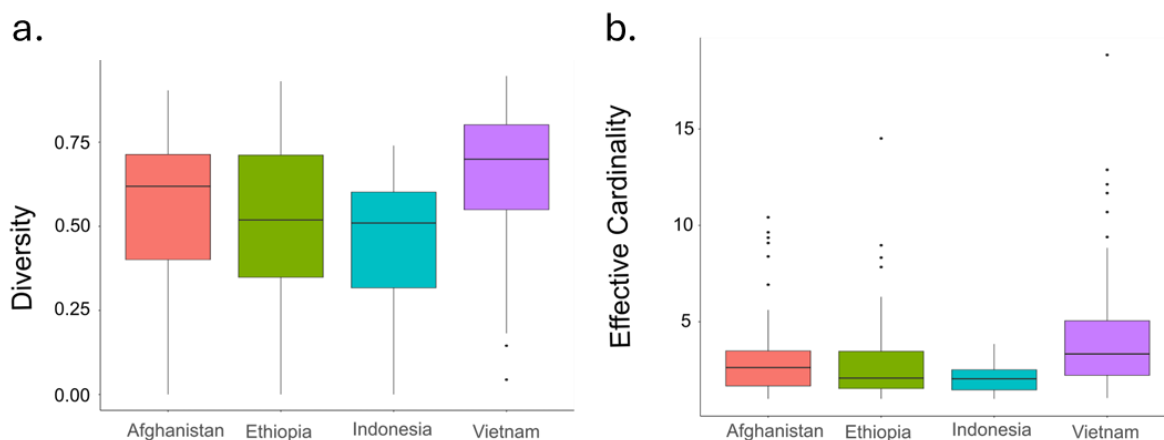 a.
Diversity
0.75
0.50
0.25
0.00
Afghanistan Ethiopia Indonesia Vietnam
b.
Effective Cardinality
15
10
5
Afghanistan Ethiopia Indonesia Vietnam